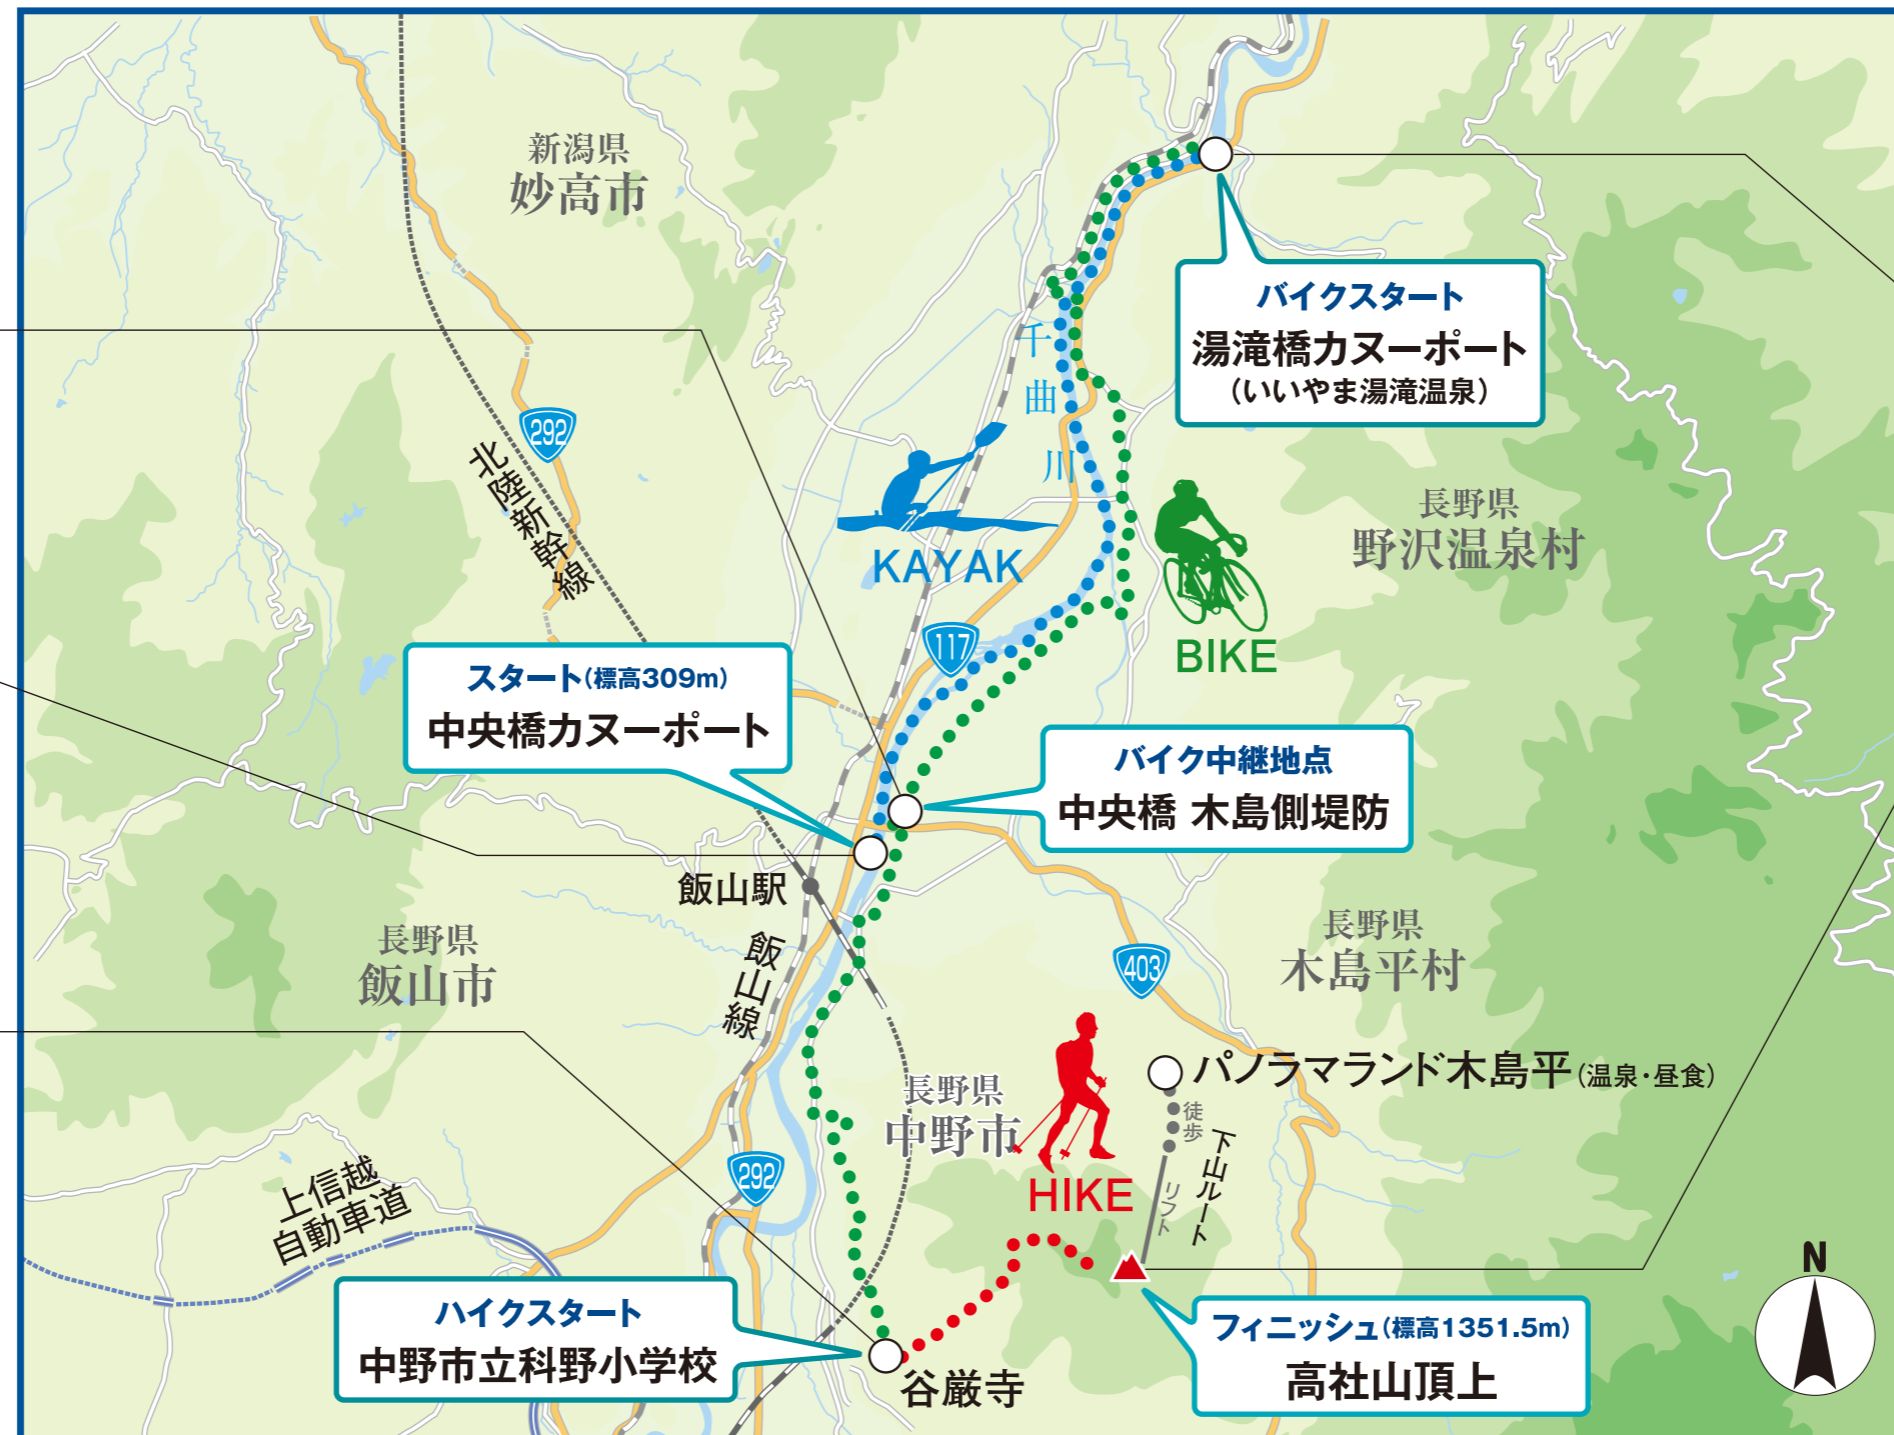 新潟県
妙高市
バイクスタート
湯滝橋カヌーポート
(いいやま湯滝温泉)
千曲川
292
北陸新幹線
KAYAK
長野県
野沢温泉村
BIKE
117
スタート(標高309m)
中央橋カヌーポート
バイク中継地点
中央橋 木島側堤防
飯山駅
長野県
飯山市
飯山線
403
長野県
木島平村
パノラマランド木島平(温泉・昼食)
長野県
中野市
徒歩
下山ルート
リフト
HIKE
292
上信越
自動車道
ハイクスタート
中野市立科野小学校
谷厳寺
フィニッシュ(標高1351.5m)
高社山頂上
N